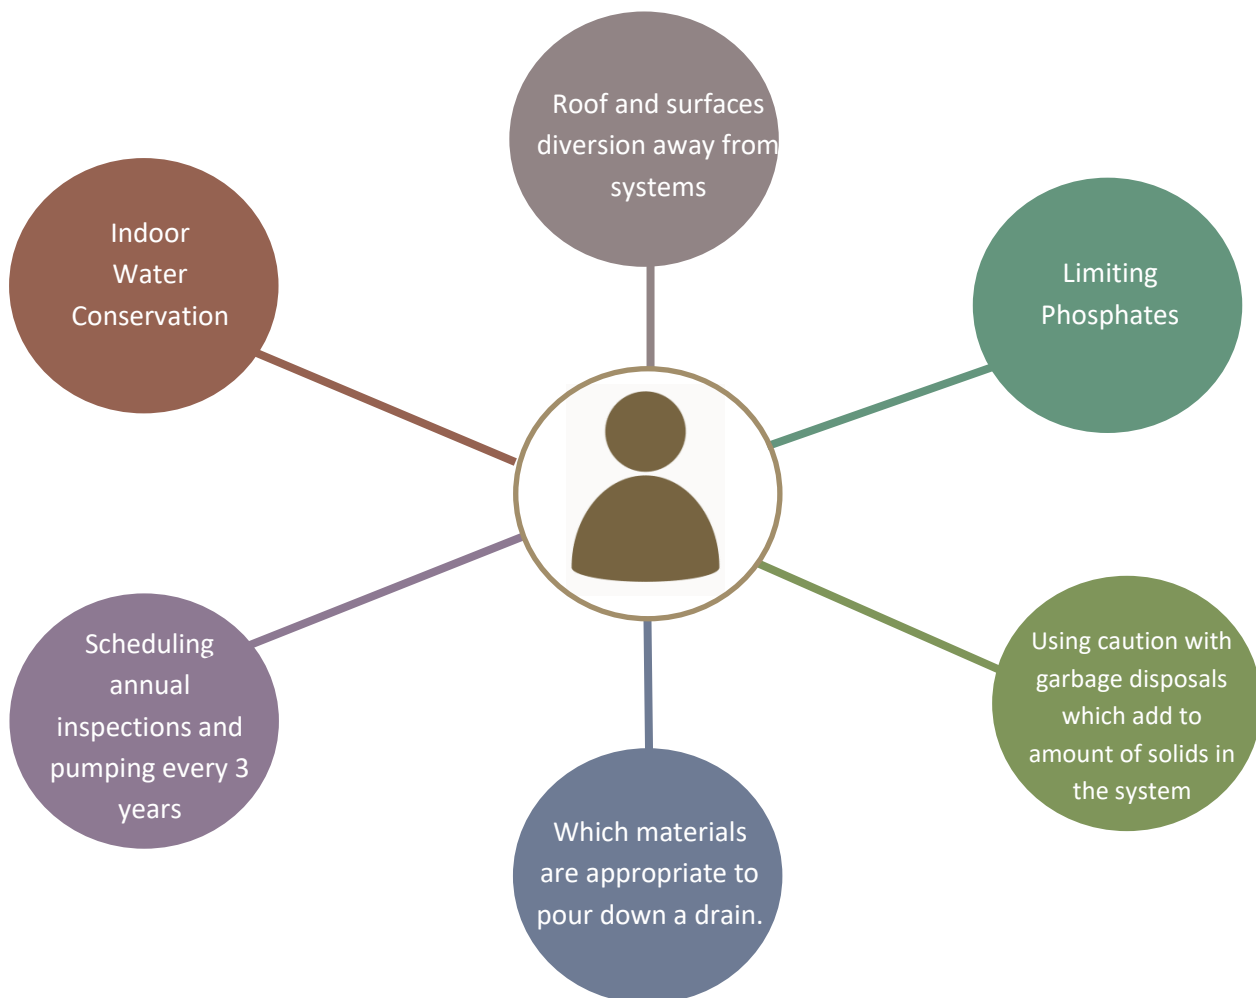 Roof and surfaces
diversion away from
systems
Indoor
Water
Conservation
Limiting
Phosphates
Scheduling
annual
inspections and
pumping every 3
years
Using caution with
garbage disposals
which add to
amount of solids in
the system
Which materials
are appropriate to
pour down a drain.